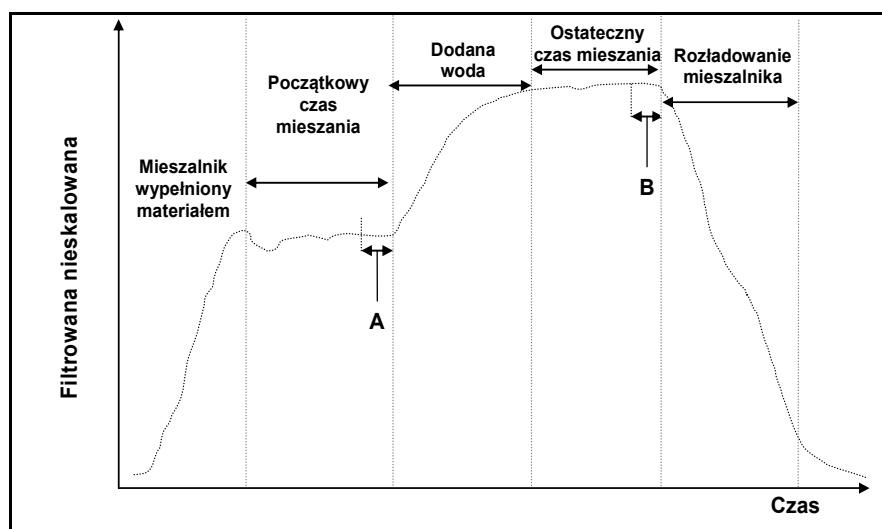 Filtrowana nieskalowana
Mieszalnik
wypełniony
materiałem
Początkowy
czas
mieszania
A
Dodana
woda
Ostateczny
czas mieszania
B
Rozładowanie
mieszalnika
Czas